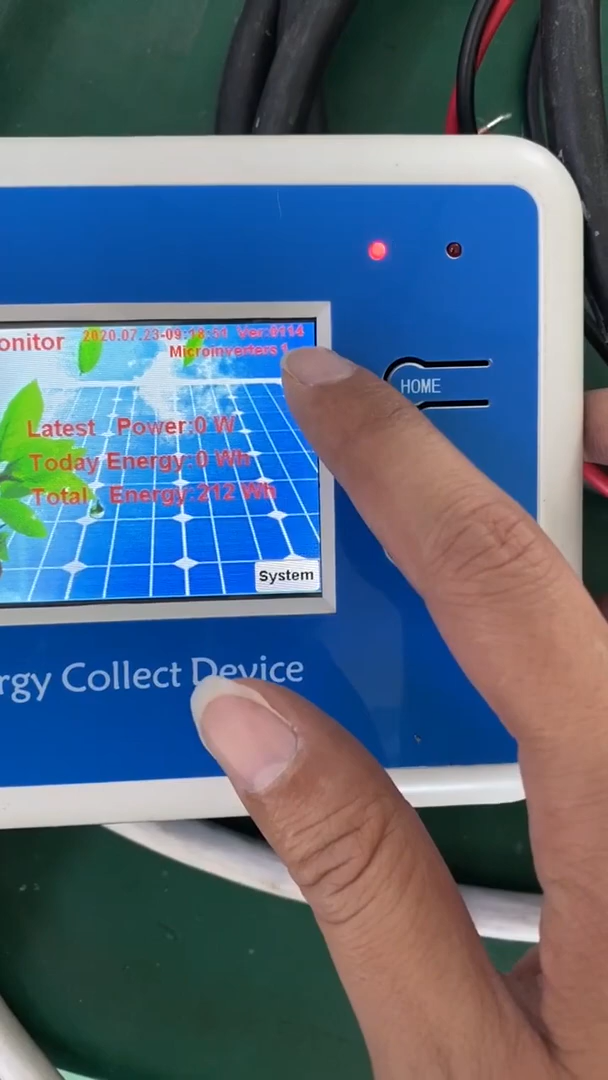 onitor
2020.07.23-09:18:51 Ver:0114
Microinverters 1
HOME
Latest Power:0 W
Today Energy:0 Wh
Total Energy:212 Wh
System
rgy Collect Device